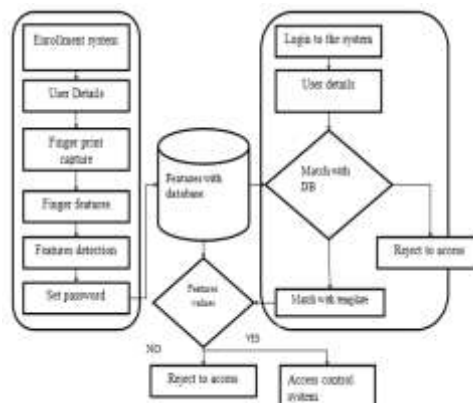 Enrollment system
User Details
Finger print
capture
Finger features
Features detection
Set password
Features with
database
Features
values
NO
YES
Reject to access
Access control
system
Login to the system
User details
Match with
DB
Reject to access
Match with template